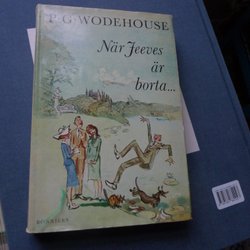 P. G. WODEHOUSE
När Jeeves
är
borta...
BONNIERS